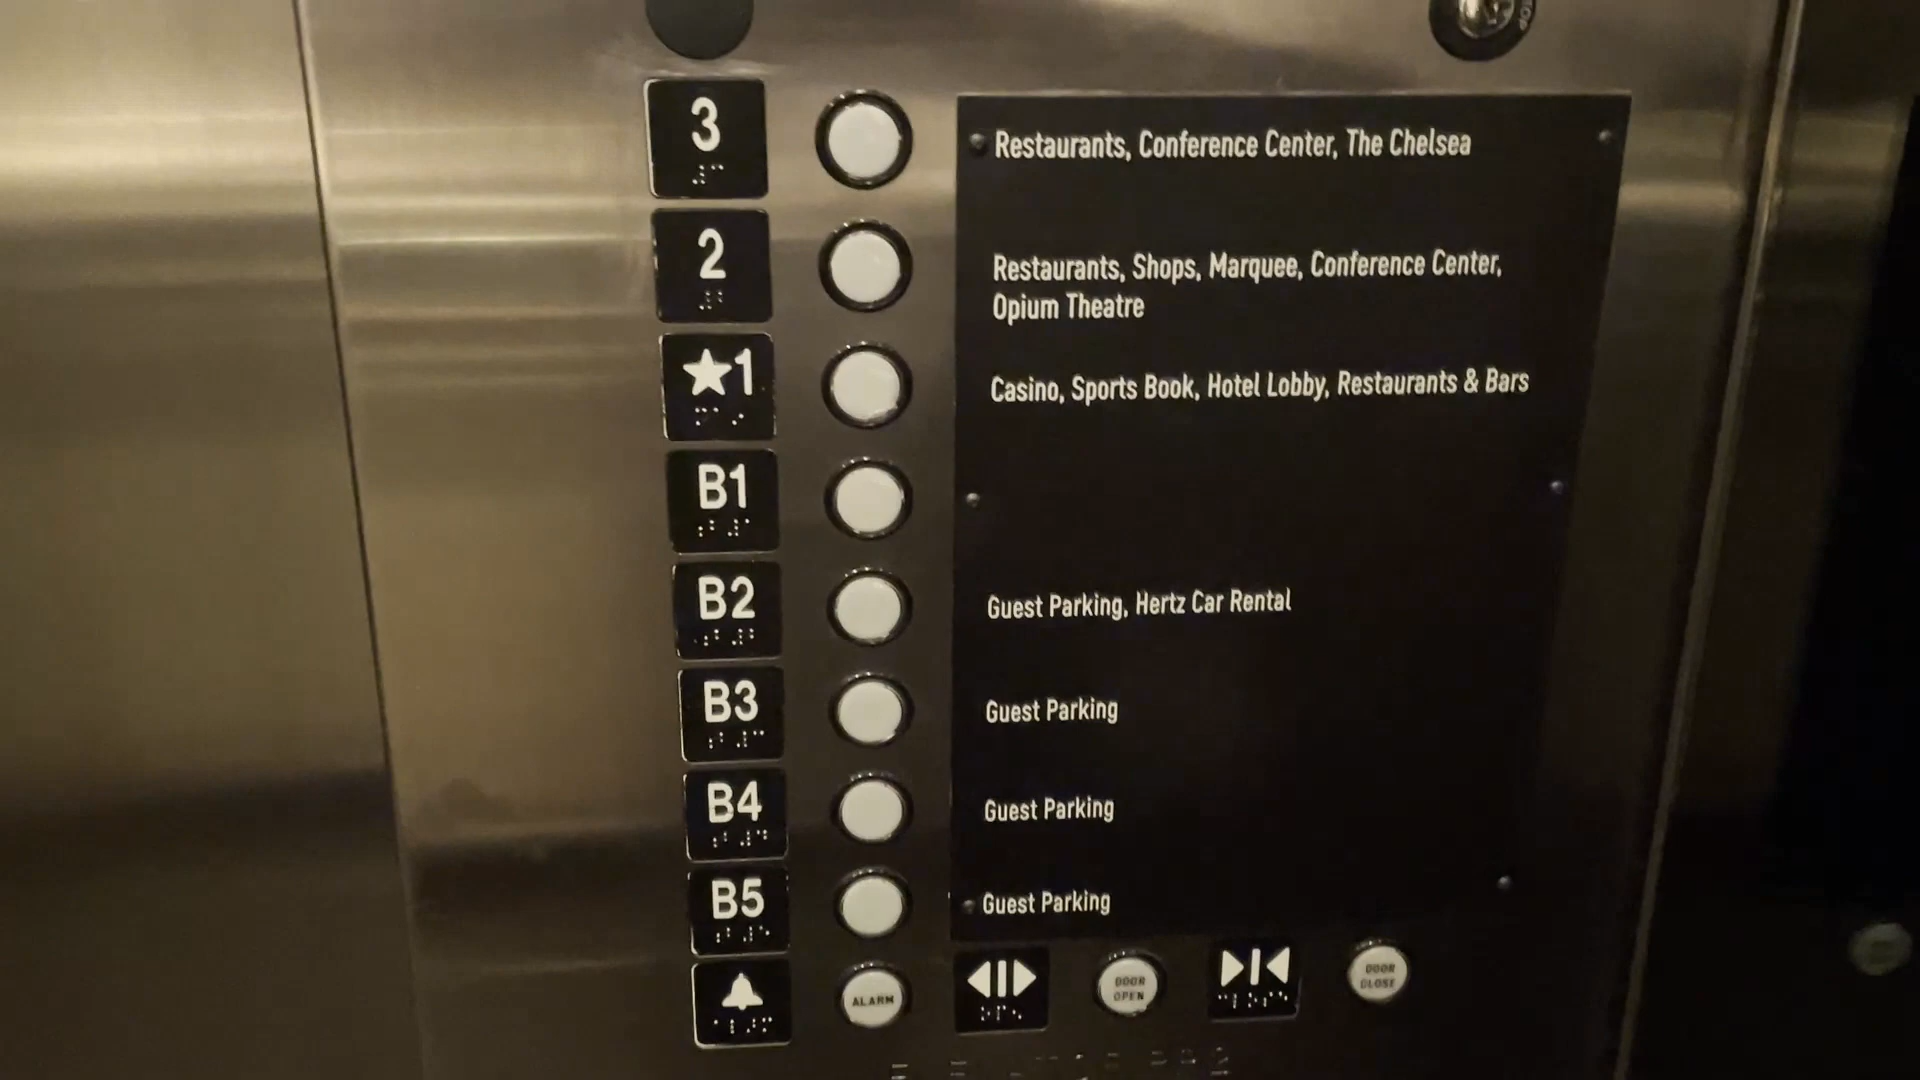 3 Restaurants, Conference Center, The Chelsea
2 Restaurants, Shops, Marquee, Conference Center,
Opium Theatre
★1 Casino, Sports Book, Hotel Lobby, Restaurants & Bars
B1
B2 Guest Parking, Hertz Car Rental
B3 Guest Parking
B4 Guest Parking
B5 Guest Parking
ALARM
DOOR
OPEN
DOOR
CLOSE